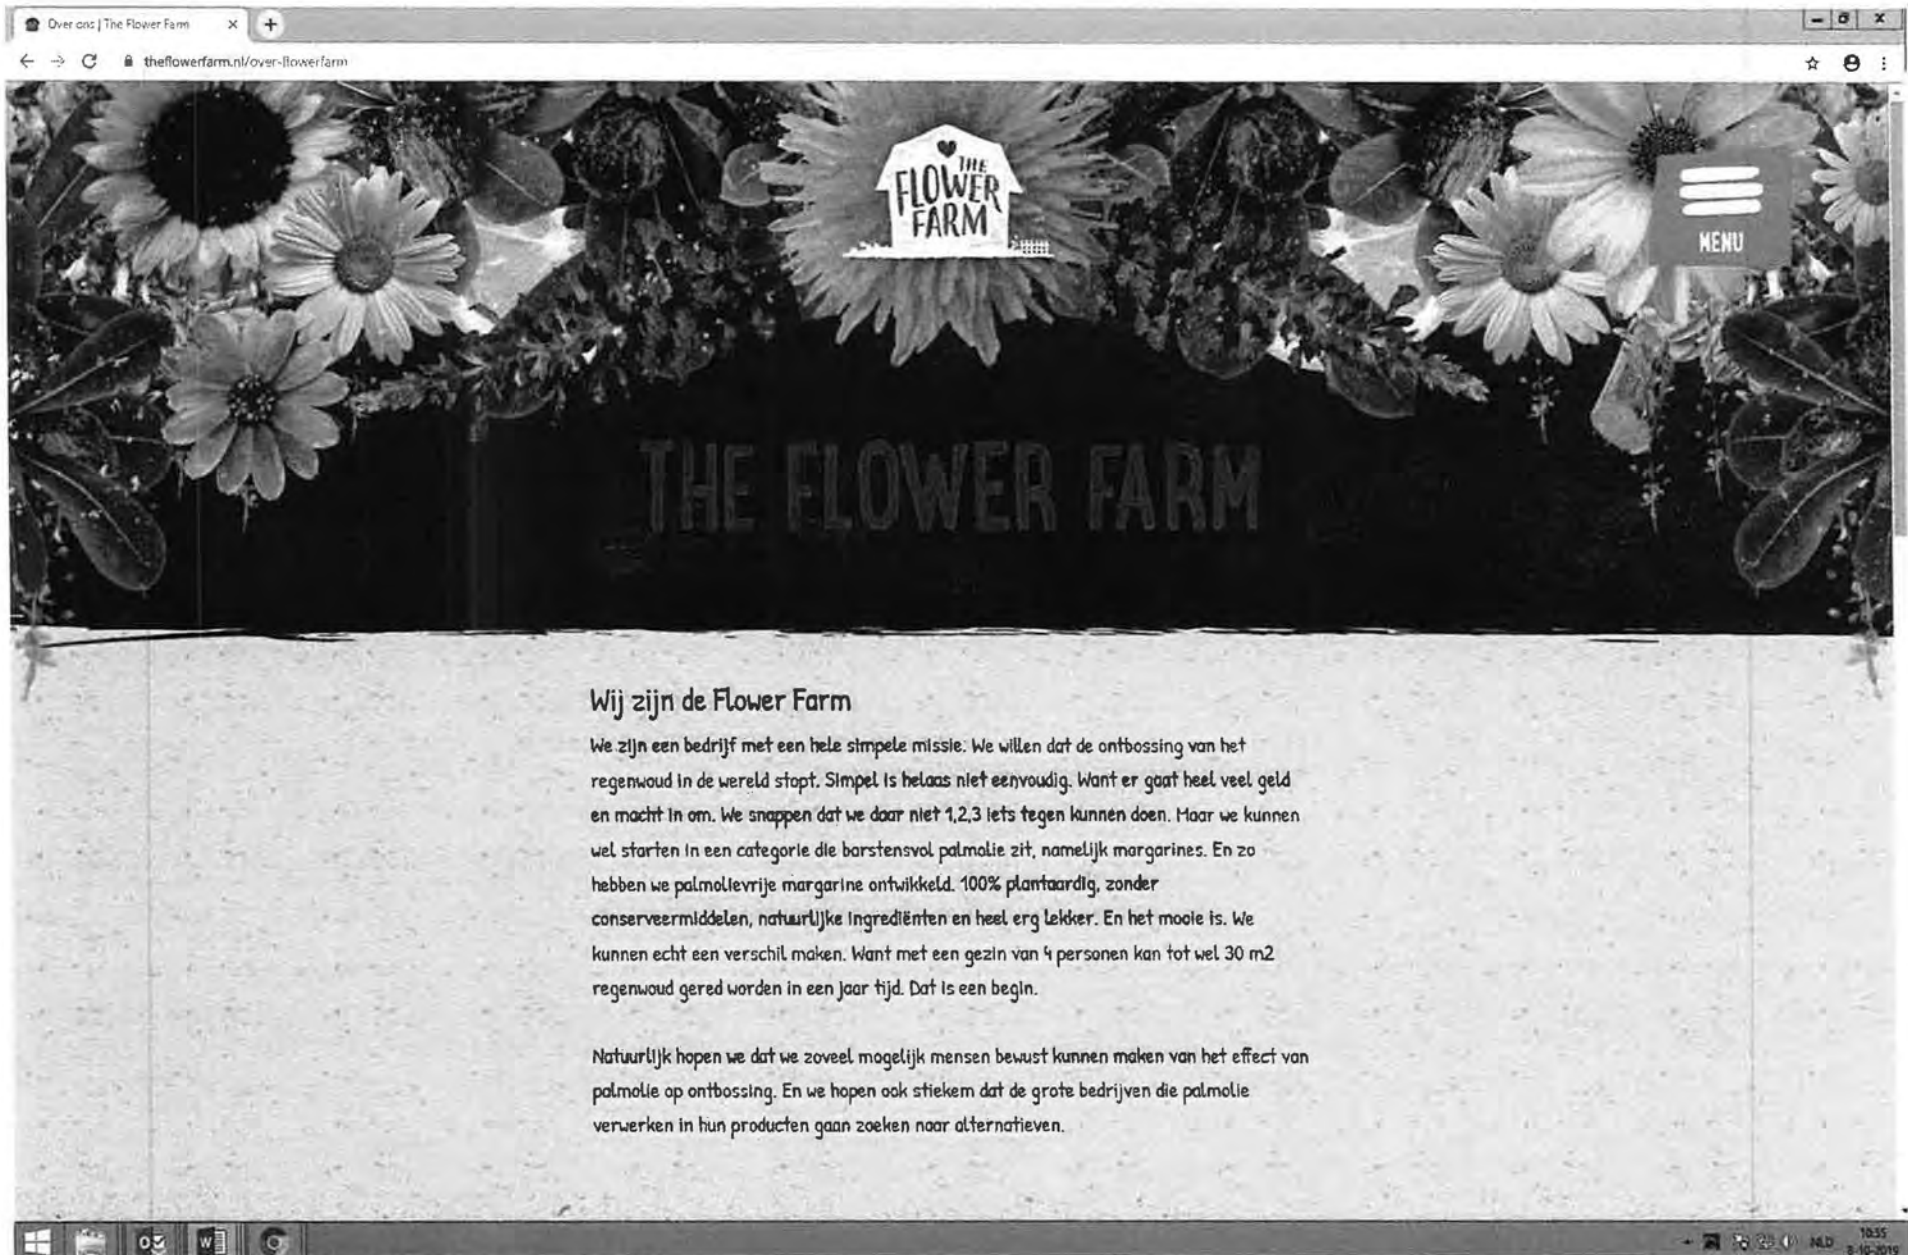 Over ons | The Flower Farm
theflowerfarm.nl/over-flowerfarm
THE
FLOWER
FARM
MENU
THE FLOWER FARM
Wij zijn de Flower Farm
We zijn een bedrijf met een hele simpele missie. We willen dat de ontbossing van het
regenwoud in de wereld stopt. Simpel is helaas niet eenvoudig. Want er gaat heel veel geld
en macht in om. We snappen dat we daar niet 1,2,3 iets tegen kunnen doen. Maar we kunnen
wel starten in een categorie die barstensvol palmolie zit, namelijk margarines. En zo
hebben we palmolievrije margarine ontwikkeld. 100% plantaardig, zonder
conserveermiddelen, natuurlijke ingrediënten en heel erg lekker. En het mooie is. We
kunnen echt een verschil maken. Want met een gezin van 4 personen kan tot wel 30 m2
regenwoud gered worden in een jaar tijd. Dat is een begin.
Natuurlijk hopen we dat we zoveel mogelijk mensen bewust kunnen maken van het effect van
palmolie op ontbossing. En we hopen ook stiekem dat de grote bedrijven die palmolie
verwerken in hun producten gaan zoeken naar alternatieven.
NLD
10:55
8-10-2019